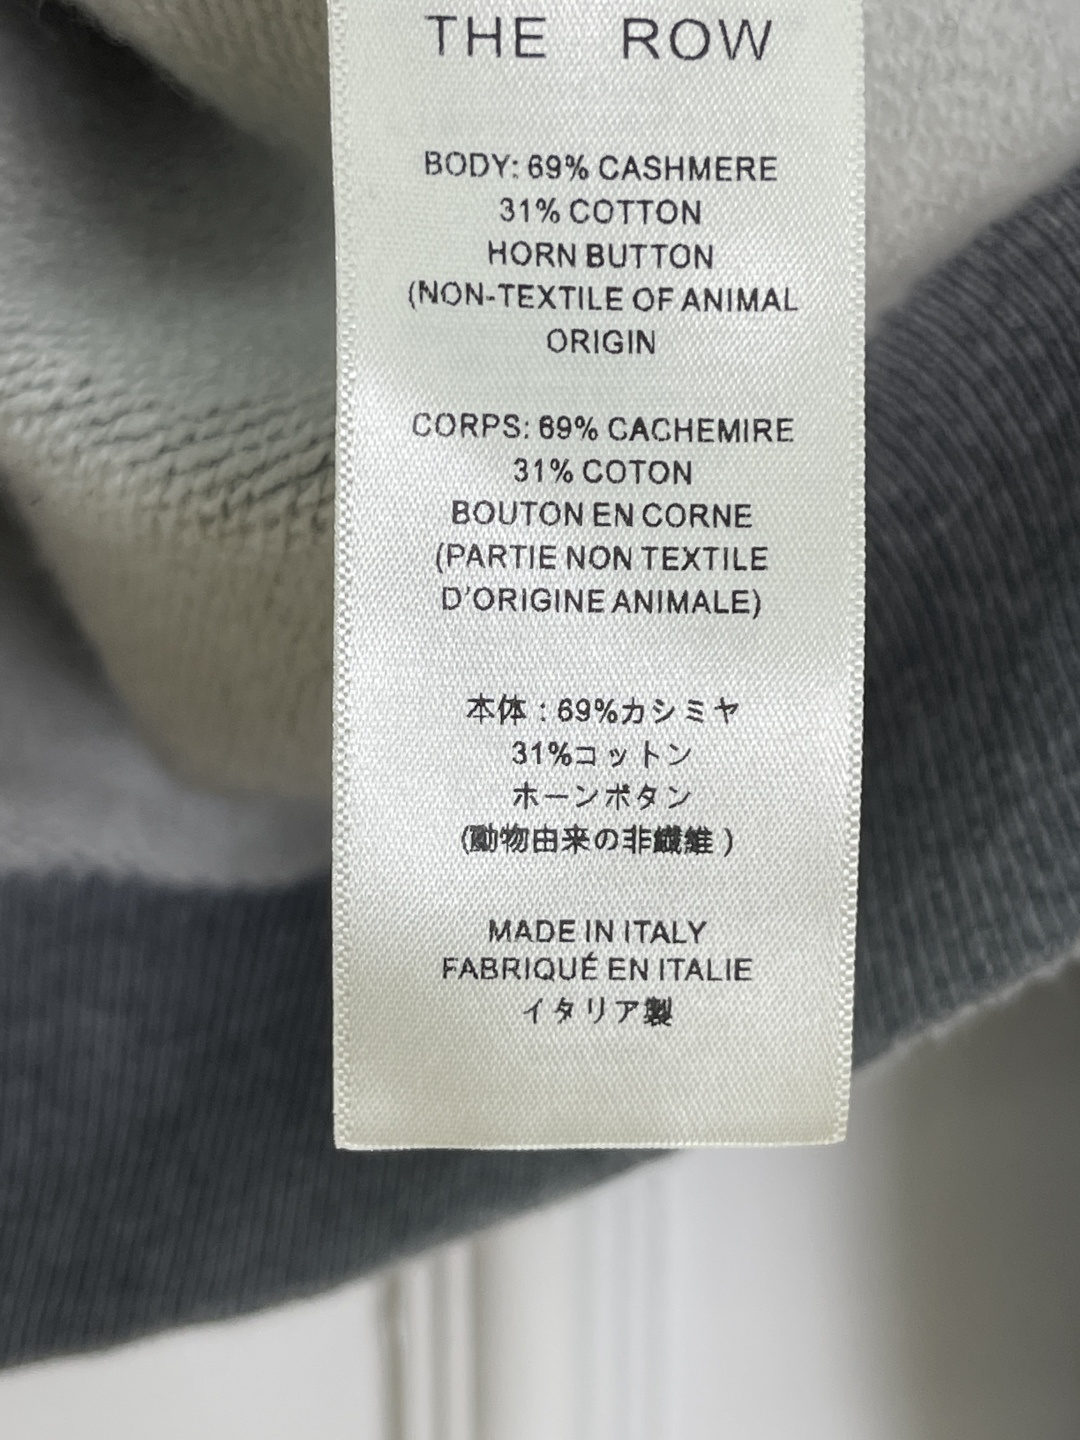 THE ROW
BODY: 69% CASHMERE
31% COTTON
HORN BUTTON
(NON-TEXTILE OF ANIMAL
ORIGIN
CORPS: 69% CACHEMIRE
31% COTON
BOUTON EN CORNE
(PARTIE NON TEXTILE
D'ORIGINE ANIMALE)
本体:69%カシミヤ
31%コットン
ホーンボタン
(動物由来の非繊維)
MADE IN ITALY
FABRIQUÉ EN ITALIE
イタリア製